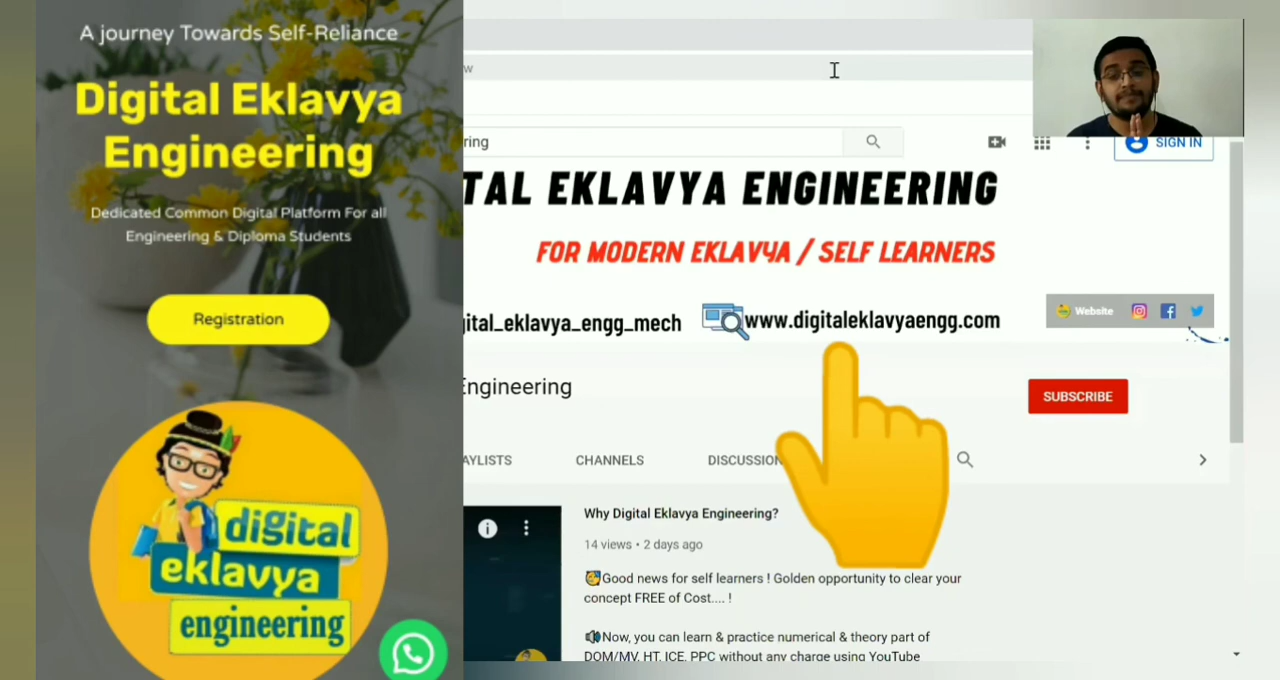 A journey Towards Self-Reliance
Digital Eklavya
Engineering
Dedicated Common Digital Platform For all
Engineering & Diploma Students
Registration
digital
eklavya
engineering
w
ring
SIGN IN
TAL EKLAVYA ENGINEERING
FOR MODERN EKLAVYA / SELF LEARNERS
gital_eklavya_engg_mech
www.digitaleklavyaengg.com
Website
Engineering
SUBSCRIBE
AYLISTS
CHANNELS
DISCUSSION
Why Digital Eklavya Engineering?
14 views • 2 days ago
Good news for self learners ! Golden opportunity to clear your
concept FREE of Cost.... !
Now, you can learn & practice numerical & theory part of
DOM/MV, HT, ICE, PPC without any charge using YouTube